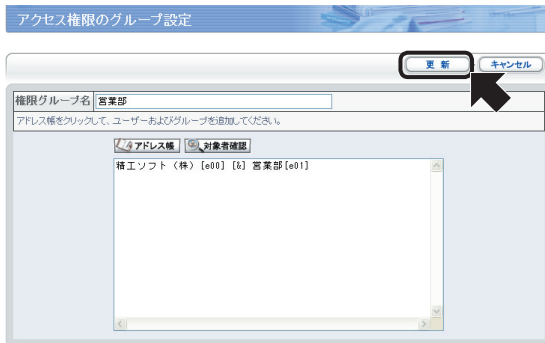 アクセス権限のグループ設定
更 新 キャンセル
権限グループ名 営業部
アドレス帳をクリックして、ユーザーおよびグループを追加してください。
アドレス帳 対象者確認
精工ソフト（株）[e00] [&] 営業部[e01]